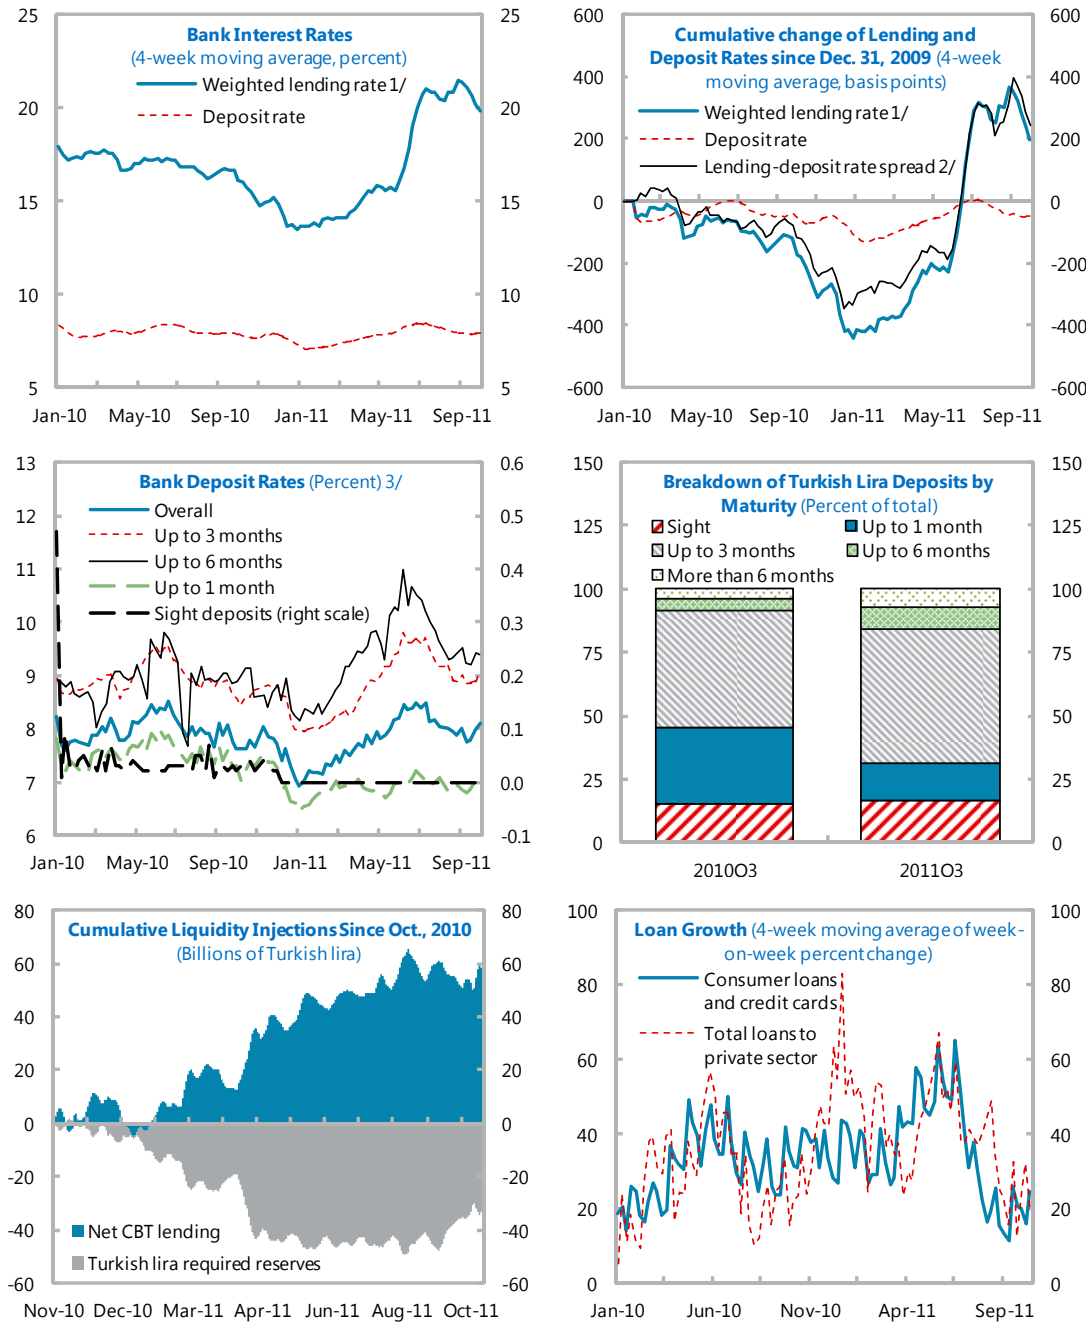 Bank Interest Rates
(4-week moving average, percent)
Weighted lending rate 1/
Deposit rate
25
20
15
10
5
25
20
15
10
5
Jan-10 May-10 Sep-10 Jan-11 May-11 Sep-11
Cumulative change of Lending and
Deposit Rates since Dec. 31, 2009 (4-week
moving average, basis points)
Weighted lending rate 1/
Deposit rate
Lending-deposit rate spread 2/
600
400
200
0
-200
-400
-600
600
400
200
0
-200
-400
-600
Jan-10 May-10 Sep-10 Jan-11 May-11 Sep-11
Bank Deposit Rates (Percent) 3/
Overall
Up to 3 months
Up to 6 months
Up to 1 month
Sight deposits (right scale)
13
12
11
10
9
8
7
6
0.6
0.5
0.4
0.3
0.2
0.1
0.0
-0.1
Jan-10 May-10 Sep-10 Jan-11 May-11 Sep-11
Breakdown of Turkish Lira Deposits by
Maturity (Percent of total)
Sight Up to 1 month
Up to 3 months Up to 6 months
More than 6 months
150
125
100
75
50
25
0
150
125
100
75
50
25
0
2010Q3 2011Q3
Cumulative Liquidity Injections Since Oct., 2010
(Billions of Turkish lira)
Net CBT lending
Turkish lira required reserves
80
60
40
20
0
-20
-40
-60
80
60
40
20
0
-20
-40
-60
Nov-10 Dec-10 Mar-11 Apr-11 Jun-11 Aug-11 Oct-11
Loan Growth (4-week moving average of week-
on-week percent change)
Consumer loans
and credit cards
Total loans to
private sector
100
80
60
40
20
0
100
80
60
40
20
0
Jan-10 Jun-10 Nov-10 Apr-11 Sep-11